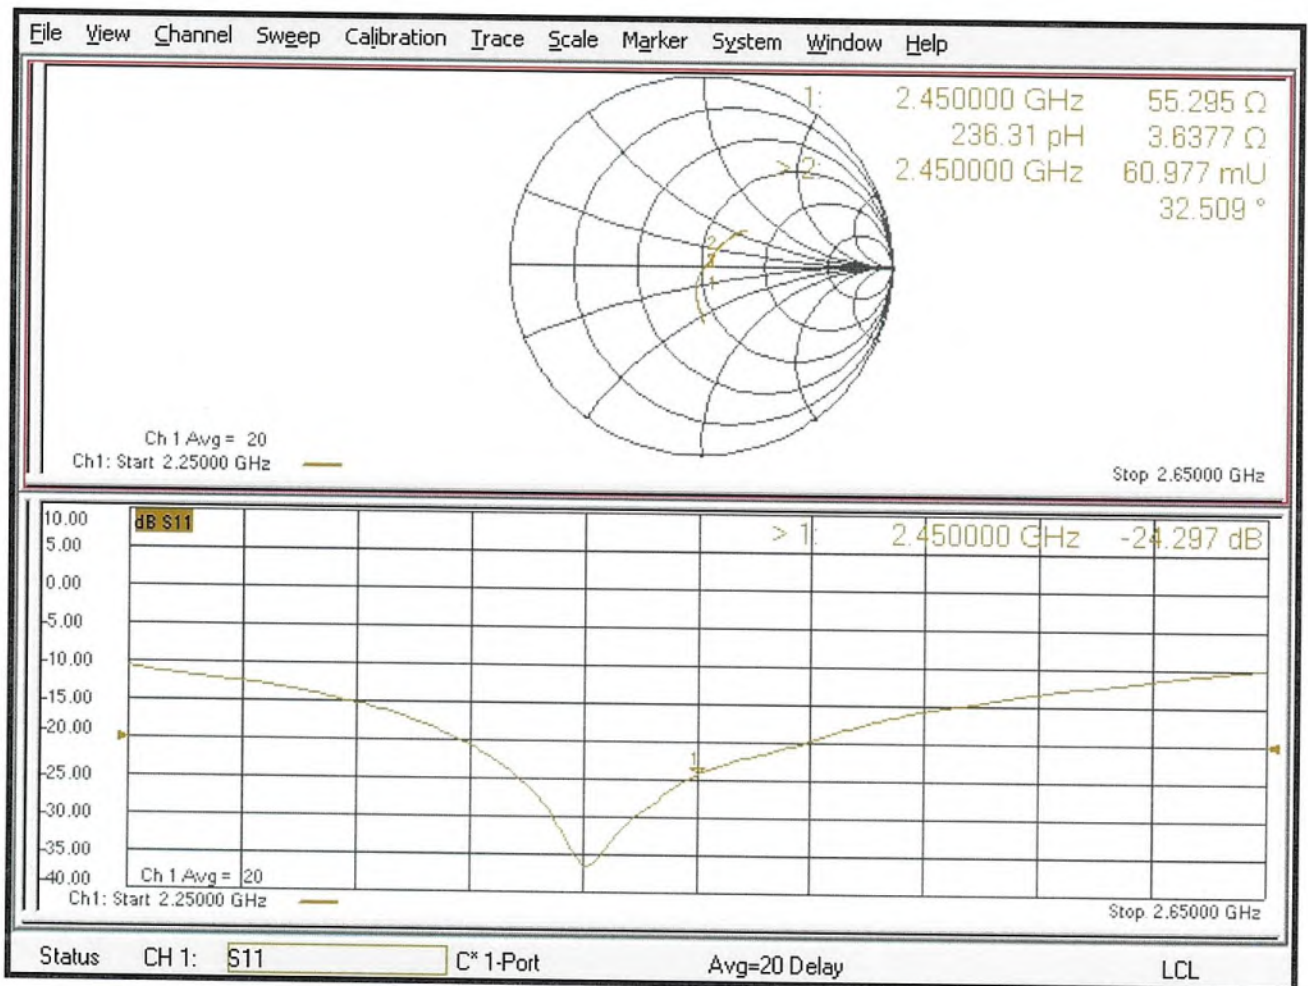 File View Channel Sweep Calibration Trace Scale Marker System Window Help
1: 2.450000 GHz 55.295 Ω
236.31 pH 3.6377 Ω
> 2: 2.450000 GHz 60.977 mU
32.509 °
2
1
Ch 1 Avg = 20
Ch1: Start 2.25000 GHz
Stop 2.65000 GHz
10.00
dB S11
> 1: 2.450000 GHz -24.297 dB
5.00
0.00
-5.00
-10.00
-15.00
-20.00
1
-25.00
-30.00
-35.00
-40.00
Ch 1 Avg = 20
Ch1: Start 2.25000 GHz
Stop 2.65000 GHz
Status CH 1: S11 C* 1-Port Avg=20 Delay LCL